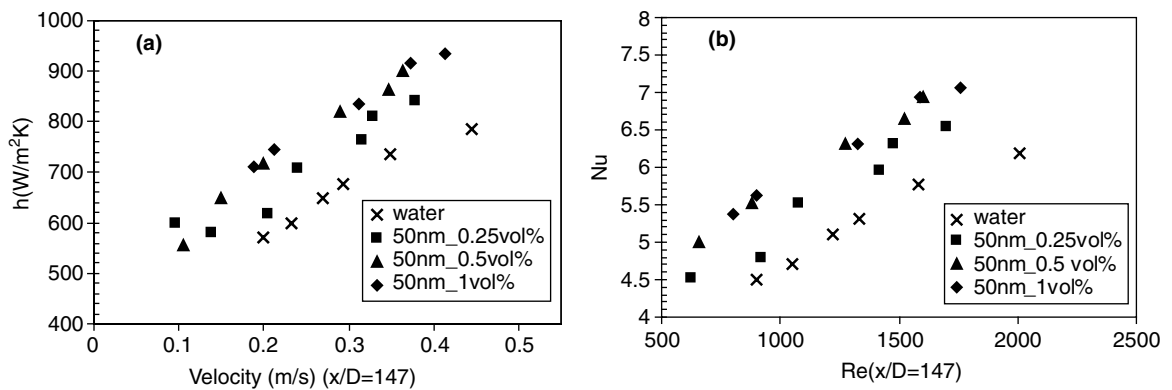 (a)
h(W/m²K)
1000
900
800
700
600
500
400
0
0.1
0.2
0.3
0.4
0.5
Velocity (m/s) (x/D=147)
water
50nm_0.25vol%
50nm_0.5vol%
50nm_1vol%
(b)
Nu
8
7.5
7
6.5
6
5.5
5
4.5
4
500
1000
1500
2000
2500
Re(x/D=147)
water
50nm_0.25vol%
50nm_0.5 vol%
50nm_1vol%